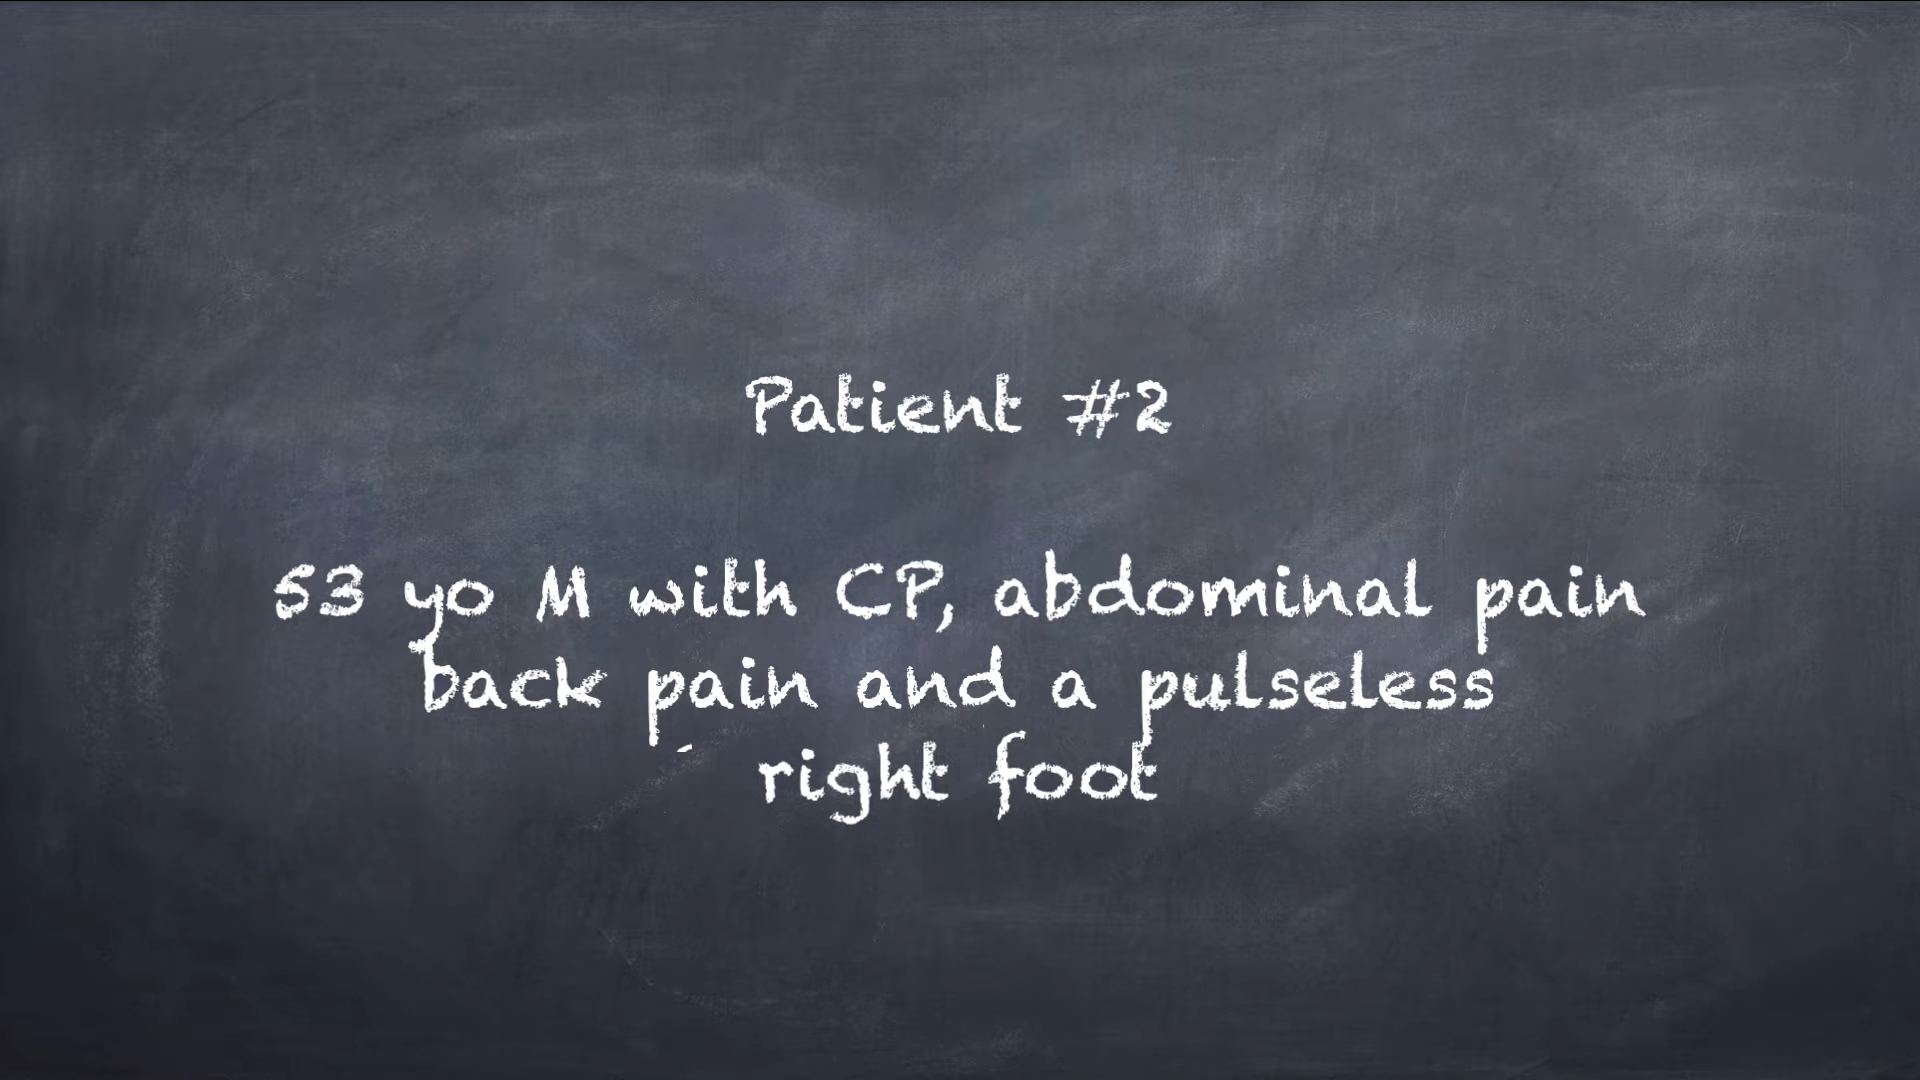 Patient #2
53 yo M with CP, abdominal pain
back pain and a pulseless
right foot